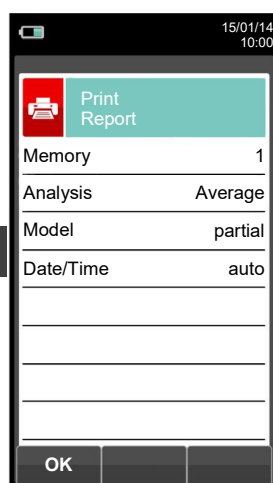 15/01/14
10:00
Print
Report
Memory 1
Analysis Average
Model partial
Date/Time auto
OK